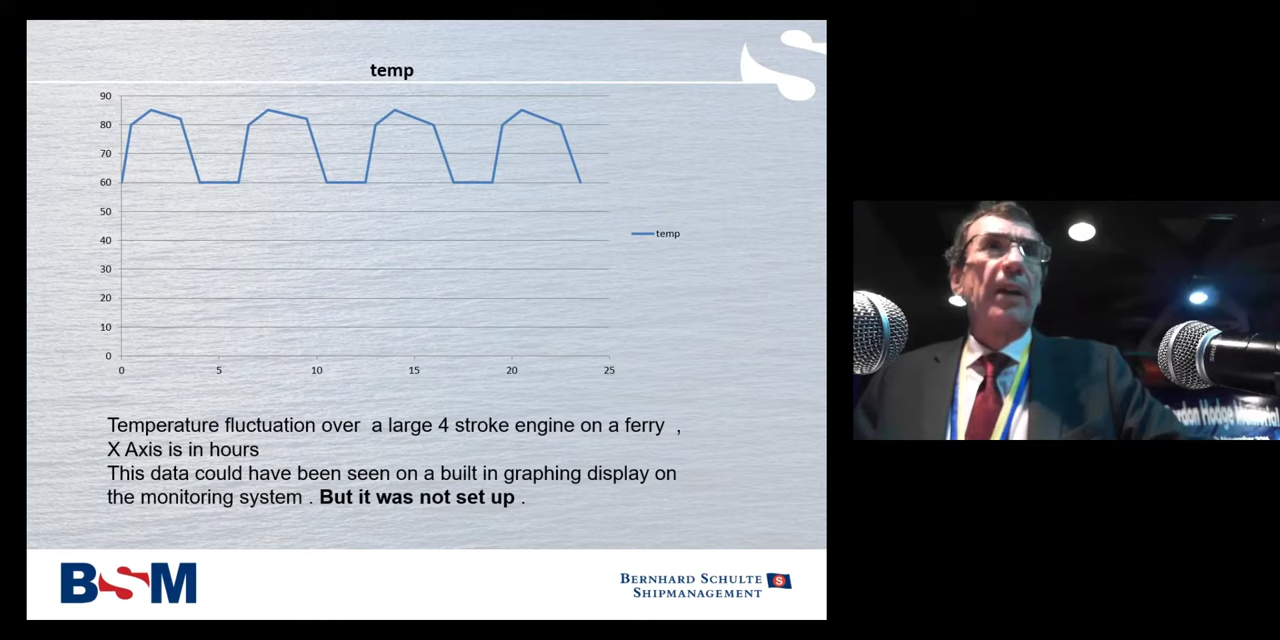 temp
90
80
70
60
50
40
30
20
10
0
0 5 10 15 20 25
temp
Temperature fluctuation over a large 4 stroke engine on a ferry ,
X Axis is in hours
This data could have been seen on a built in graphing display on
the monitoring system . But it was not set up .
BSM
BERNHARD SCHULTE
SHIPMANAGEMENT
S
Hodge Memorial